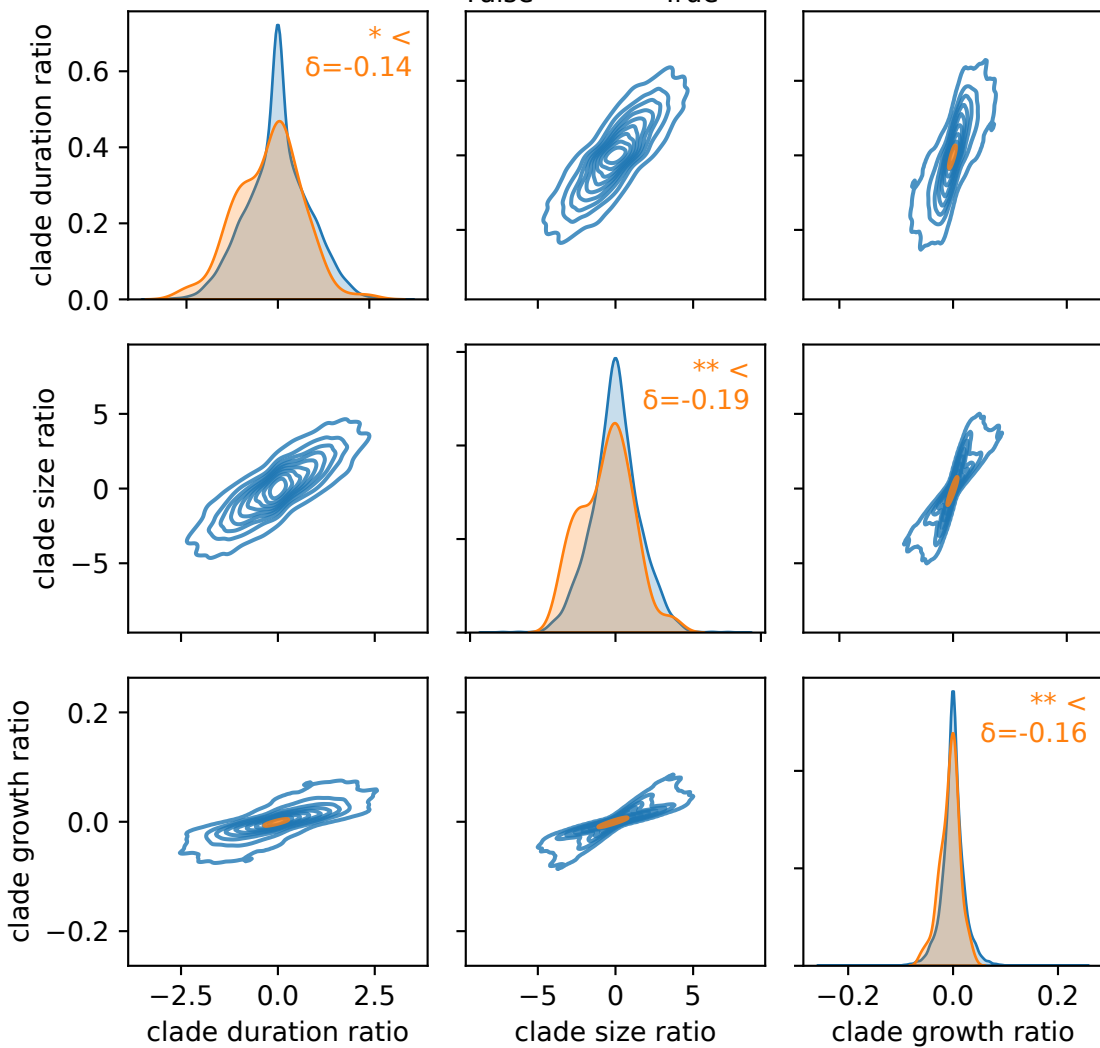 raise True
clade duration ratio
0.6
0.4
0.2
0.0
* <
δ=-0.14
clade size ratio
5
0
−5
** <
δ=-0.19
clade growth ratio
0.2
0.0
−0.2
** <
δ=-0.16
−2.5 0.0 2.5
−5 0 5
−0.2 0.0 0.2
clade duration ratio
clade size ratio
clade growth ratio